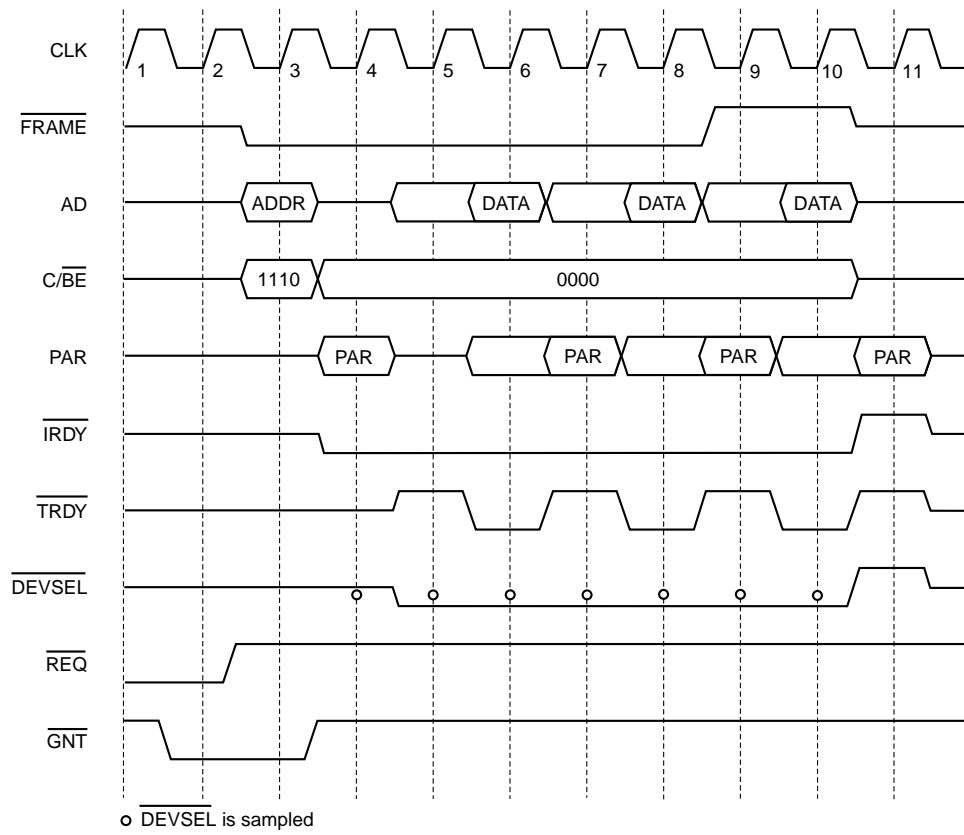 CLK
1 2 3 4 5 6 7 8 9 10 11
FRAME
AD ADDR DATA DATA DATA
C/BE 1110 0000
PAR PAR PAR PAR PAR
IRDY
TRDY
DEVSEL
REQ
GNT
DEVSEL is sampled